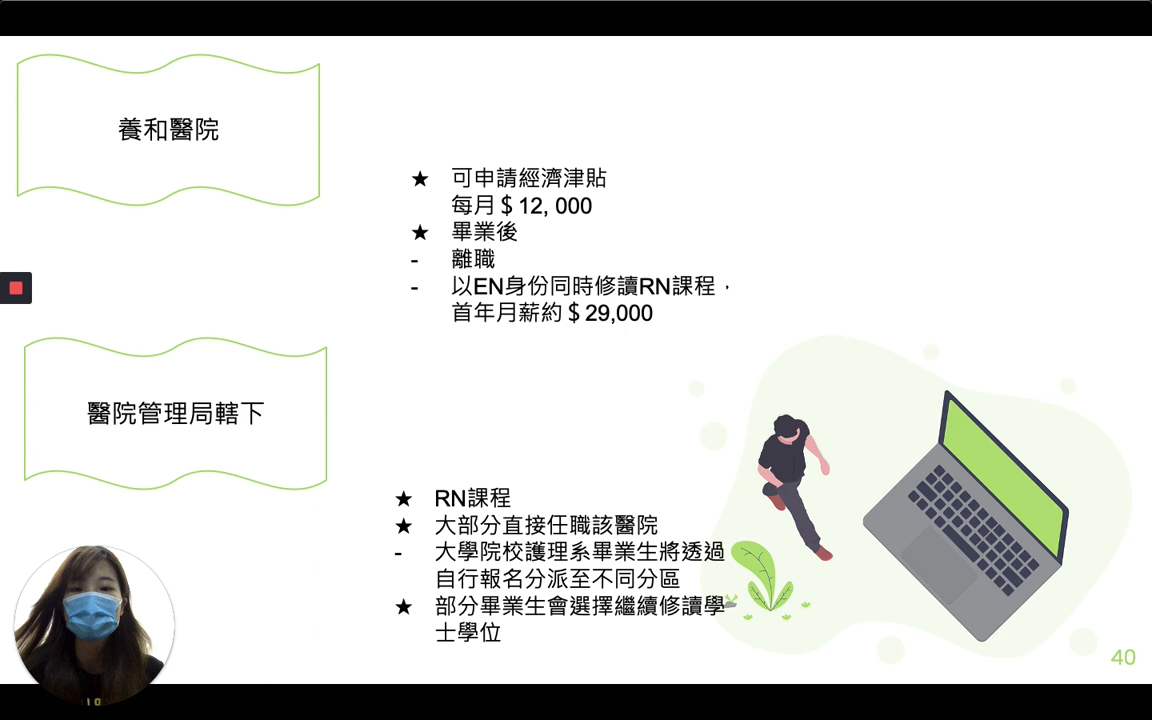 養和醫院
★ 可申請經濟津貼
每月＄12, 000
★ 畢業後
- 離職
- 以EN身份同時修讀RN課程，
首年月薪約＄29,000
醫院管理局轄下
★ RN課程
★ 大部分直接任職該醫院
- 大學院校護理系畢業生將透過
自行報名分派至不同分區
★ 部分畢業生會選擇繼續修讀學
士學位
40